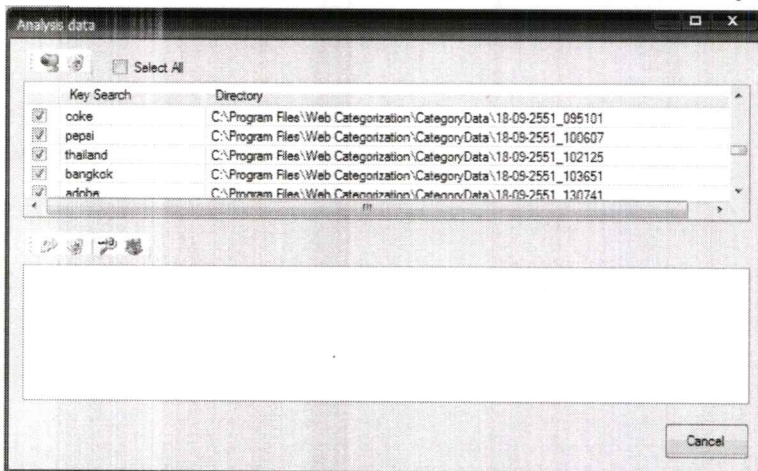 Analysis data
Select All
Key Search Directory
coke C:\Program Files\Web Categorization\CategoryData\18-09-2551_095101
pepsi C:\Program Files\Web Categorization\CategoryData\18-09-2551_100607
thailand C:\Program Files\Web Categorization\CategoryData\18-09-2551_102125
bangkok C:\Program Files\Web Categorization\CategoryData\18-09-2551_103651
adobe C:\Program Files\Web Categorization\CategoryData\18-09-2551_130741
Cancel